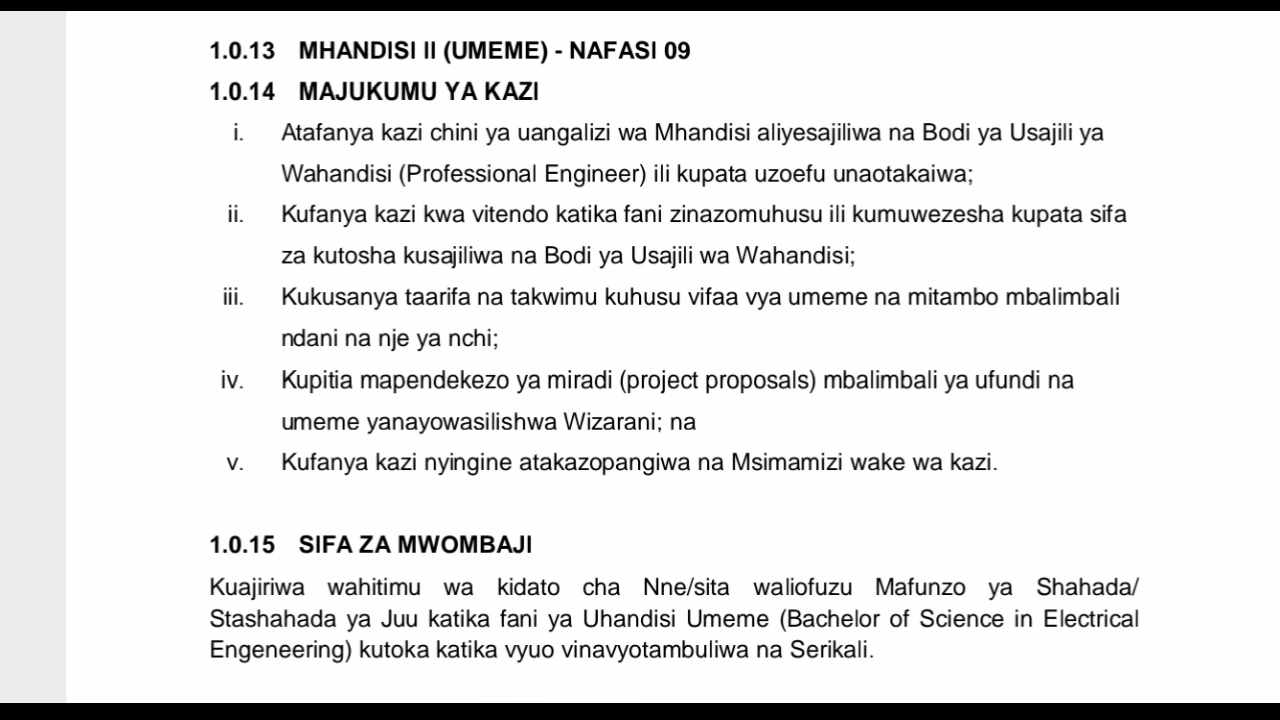 1.0.13 MHANDISI II (UMEME) - NAFASI 09
1.0.14 MAJUKUMU YA KAZI
i. Atafanya kazi chini ya uangalizi wa Mhandisi aliyesajiliwa na Bodi ya Usajili ya
Wahandisi (Professional Engineer) ili kupata uzoefu unaotakaiwa;
ii. Kufanya kazi kwa vitendo katika fani zinazomuhusu ili kumuwezesha kupata sifa
za kutosha kusajiliwa na Bodi ya Usajili wa Wahandisi;
iii. Kukusanya taarifa na takwimu kuhusu vifaa vya umeme na mitambo mbalimbali
ndani na nje ya nchi;
iv. Kupitia mapendekezo ya miradi (project proposals) mbalimbali ya ufundi na
umeme yanayowasilishwa Wizarani; na
v. Kufanya kazi nyingine atakazopangiwa na Msimamizi wake wa kazi.
1.0.15 SIFA ZA MWOMBAJI
Kuajiriwa wahitimu wa kidato cha Nne/sita waliofuzu Mafunzo ya Shahada/
Stashahada ya Juu katika fani ya Uhandisi Umeme (Bachelor of Science in Electrical
Engeneering) kutoka katika vyuo vinavyotambuliwa na Serikali.